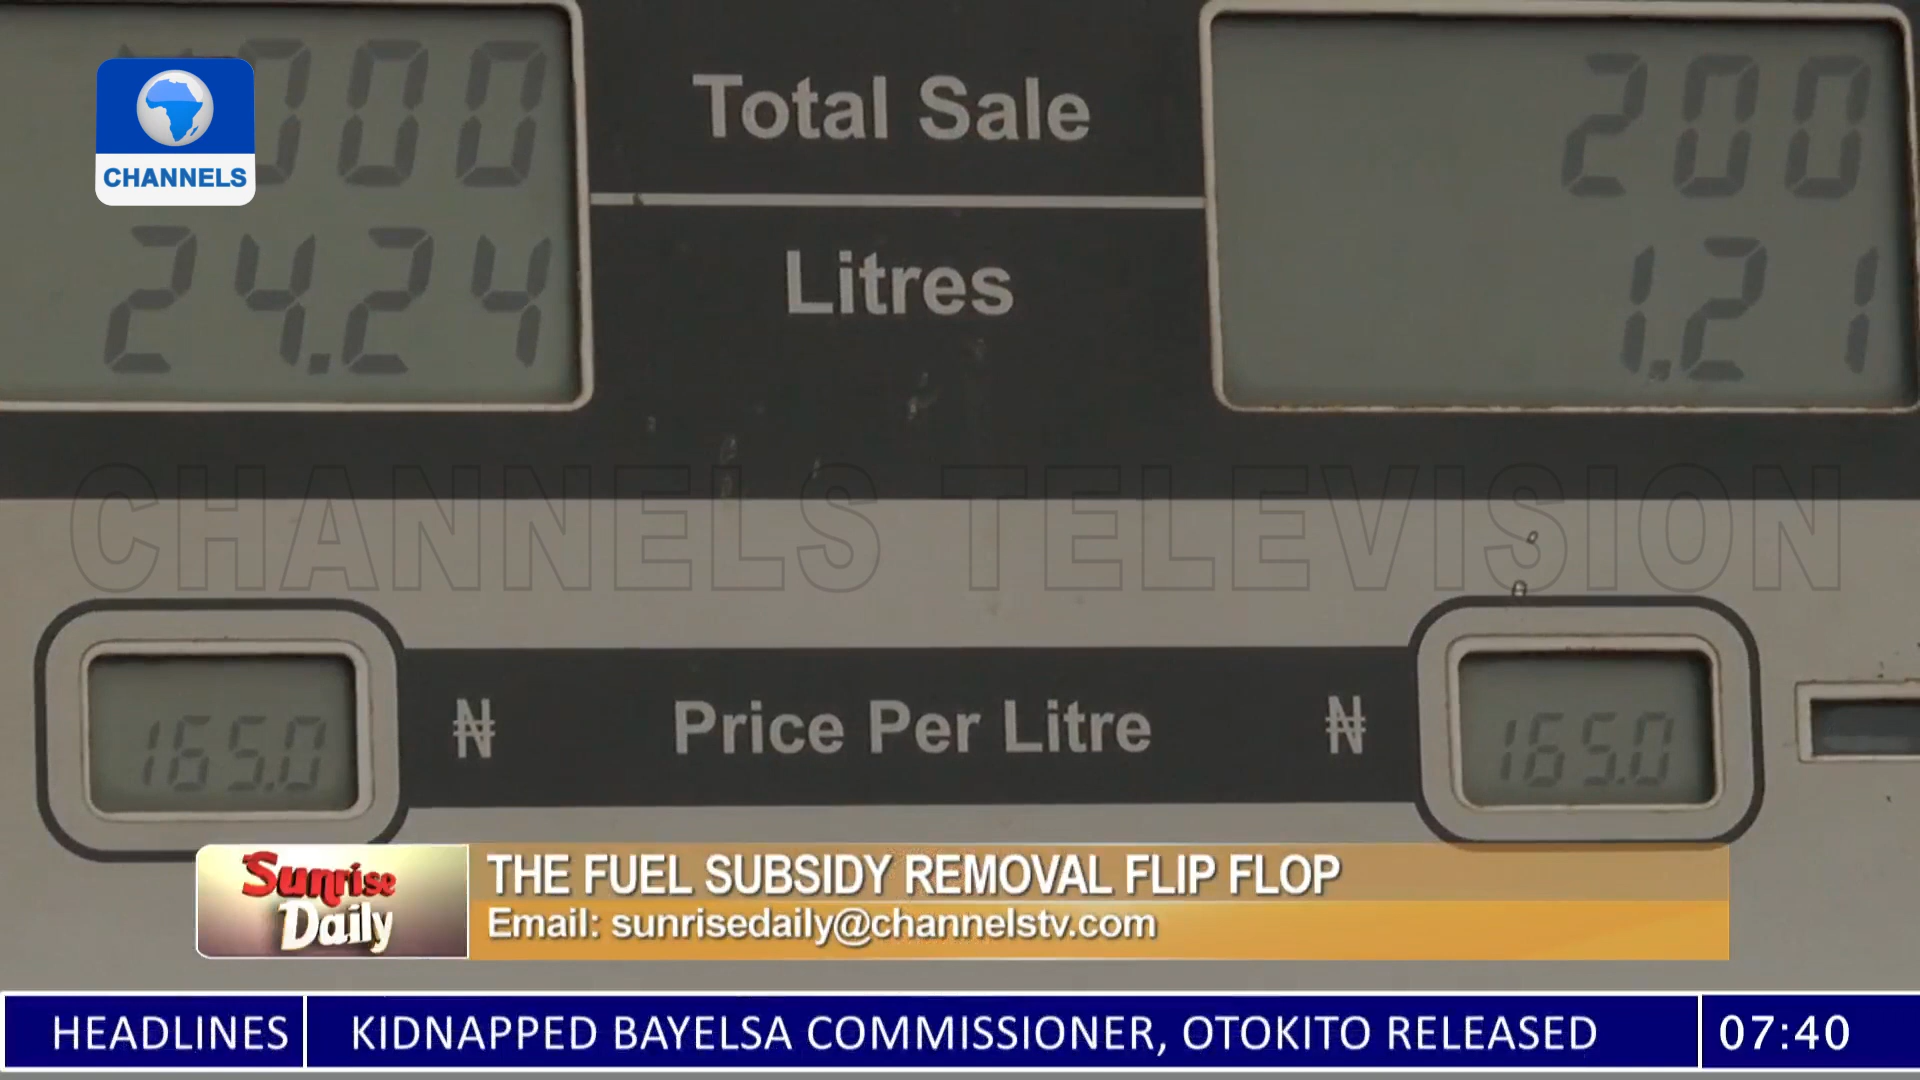 000
Total Sale
200
CHANNELS
24.24
Litres
1.21
CHANNELS TELEVISION
165.0
₦ Price Per Litre ₦
165.0
Sunrise Daily
THE FUEL SUBSIDY REMOVAL FLIP FLOP
Email: sunrisedaily@channelstv.com
HEADLINES
KIDNAPPED BAYELSA COMMISSIONER, OTOKITO RELEASED
07:40